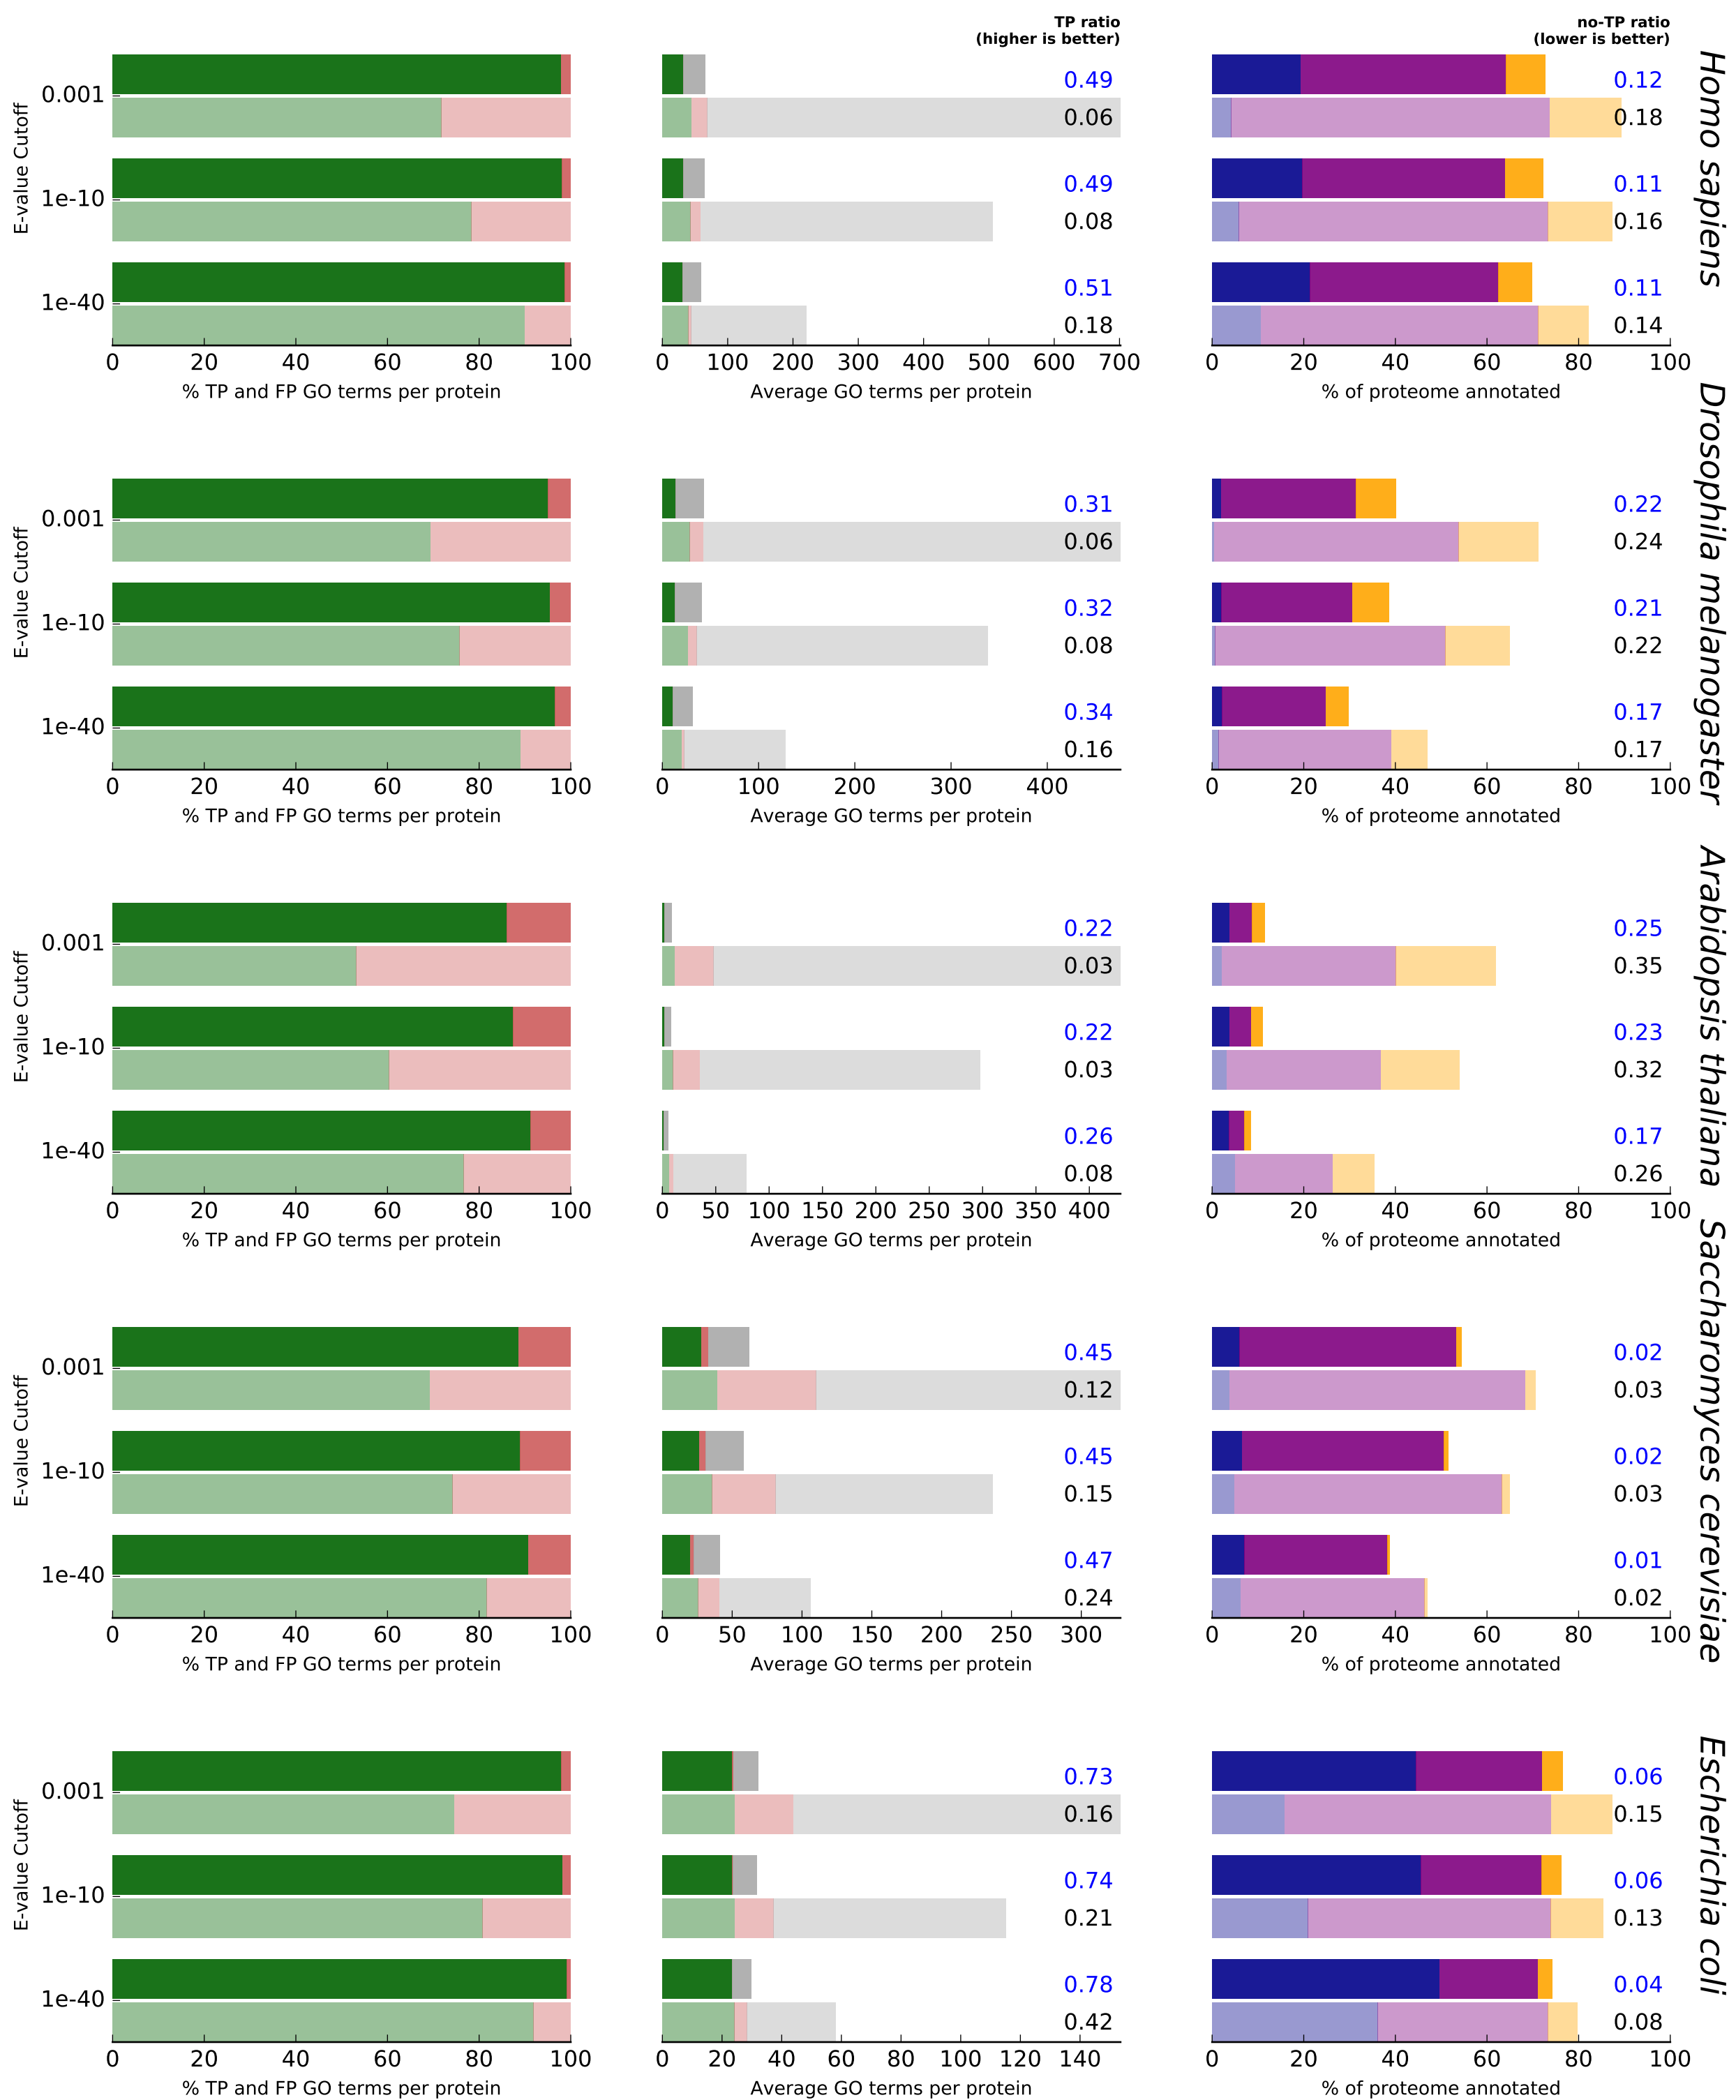 TP ratio
(higher is better)
no-TP ratio
(lower is better)
Homo sapiens
E-value Cutoff
0.001
0.49
0.06
0.12
0.18
1e-10
0.49
0.08
0.11
0.16
1e-40
0.51
0.18
0.11
0.14
0 20 40 60 80 100
0 100 200 300 400 500 600 700
0 20 40 60 80 100
% TP and FP GO terms per protein
Average GO terms per protein
% of proteome annotated
Drosophila melanogaster
E-value Cutoff
0.001
0.31
0.06
0.22
0.24
1e-10
0.32
0.08
0.21
0.22
1e-40
0.34
0.16
0.17
0.17
0 20 40 60 80 100
0 100 200 300 400
0 20 40 60 80 100
% TP and FP GO terms per protein
Average GO terms per protein
% of proteome annotated
Arabidopsis thaliana
E-value Cutoff
0.001
0.22
0.03
0.25
0.35
1e-10
0.22
0.03
0.23
0.32
1e-40
0.26
0.08
0.17
0.26
0 20 40 60 80 100
0 50 100 150 200 250 300 350 400
0 20 40 60 80 100
% TP and FP GO terms per protein
Average GO terms per protein
% of proteome annotated
Saccharomyces cerevisiae
E-value Cutoff
0.001
0.45
0.12
0.02
0.03
1e-10
0.45
0.15
0.02
0.03
1e-40
0.47
0.24
0.01
0.02
0 20 40 60 80 100
0 50 100 150 200 250 300
0 20 40 60 80 100
% TP and FP GO terms per protein
Average GO terms per protein
% of proteome annotated
Escherichia coli
E-value Cutoff
0.001
0.73
0.16
0.06
0.15
1e-10
0.74
0.21
0.06
0.13
1e-40
0.78
0.42
0.04
0.08
0 20 40 60 80 100
0 20 40 60 80 100 120 140
0 20 40 60 80 100
% TP and FP GO terms per protein
Average GO terms per protein
% of proteome annotated